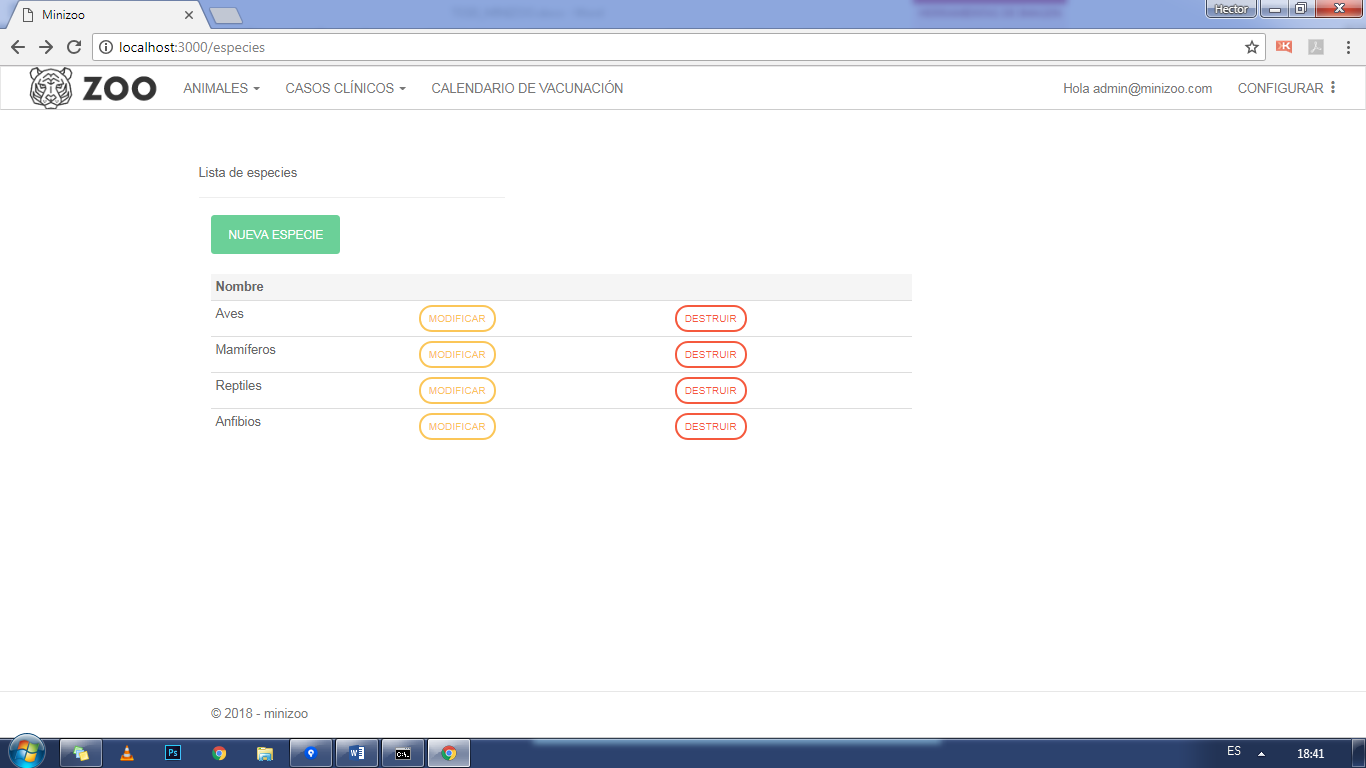 Minizoo
Hector
localhost:3000/especies
ZOO ANIMALES CASOS CLÍNICOS CALENDARIO DE VACUNACIÓN Hola admin@minizoo.com CONFIGURAR
Lista de especies
NUEVA ESPECIE
Nombre
Aves MODIFICAR DESTRUIR
Mamíferos MODIFICAR DESTRUIR
Reptiles MODIFICAR DESTRUIR
Anfibios MODIFICAR DESTRUIR
© 2018 - minizoo
Ps
W
C:\.
ES
18:41